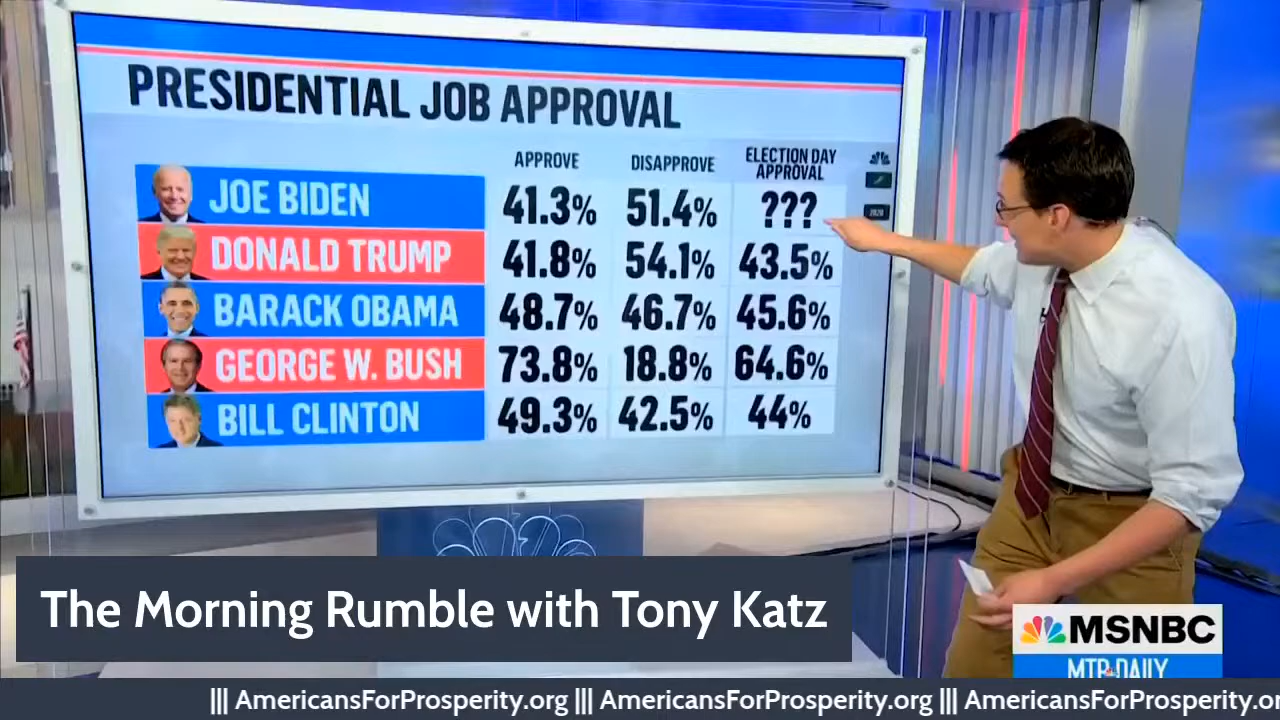 PRESIDENTIAL JOB APPROVAL
APPROVE DISAPPROVE ELECTION DAY APPROVAL
JOE BIDEN 41.3% 51.4% ???
DONALD TRUMP 41.8% 54.1% 43.5%
BARACK OBAMA 48.7% 46.7% 45.6%
GEORGE W. BUSH 73.8% 18.8% 64.6%
BILL CLINTON 49.3% 42.5% 44%
2020
The Morning Rumble with Tony Katz
MSNBC
MTP DAILY
||| AmericansForProsperity.org ||| AmericansForProsperity.org ||| AmericansForProsperity.or